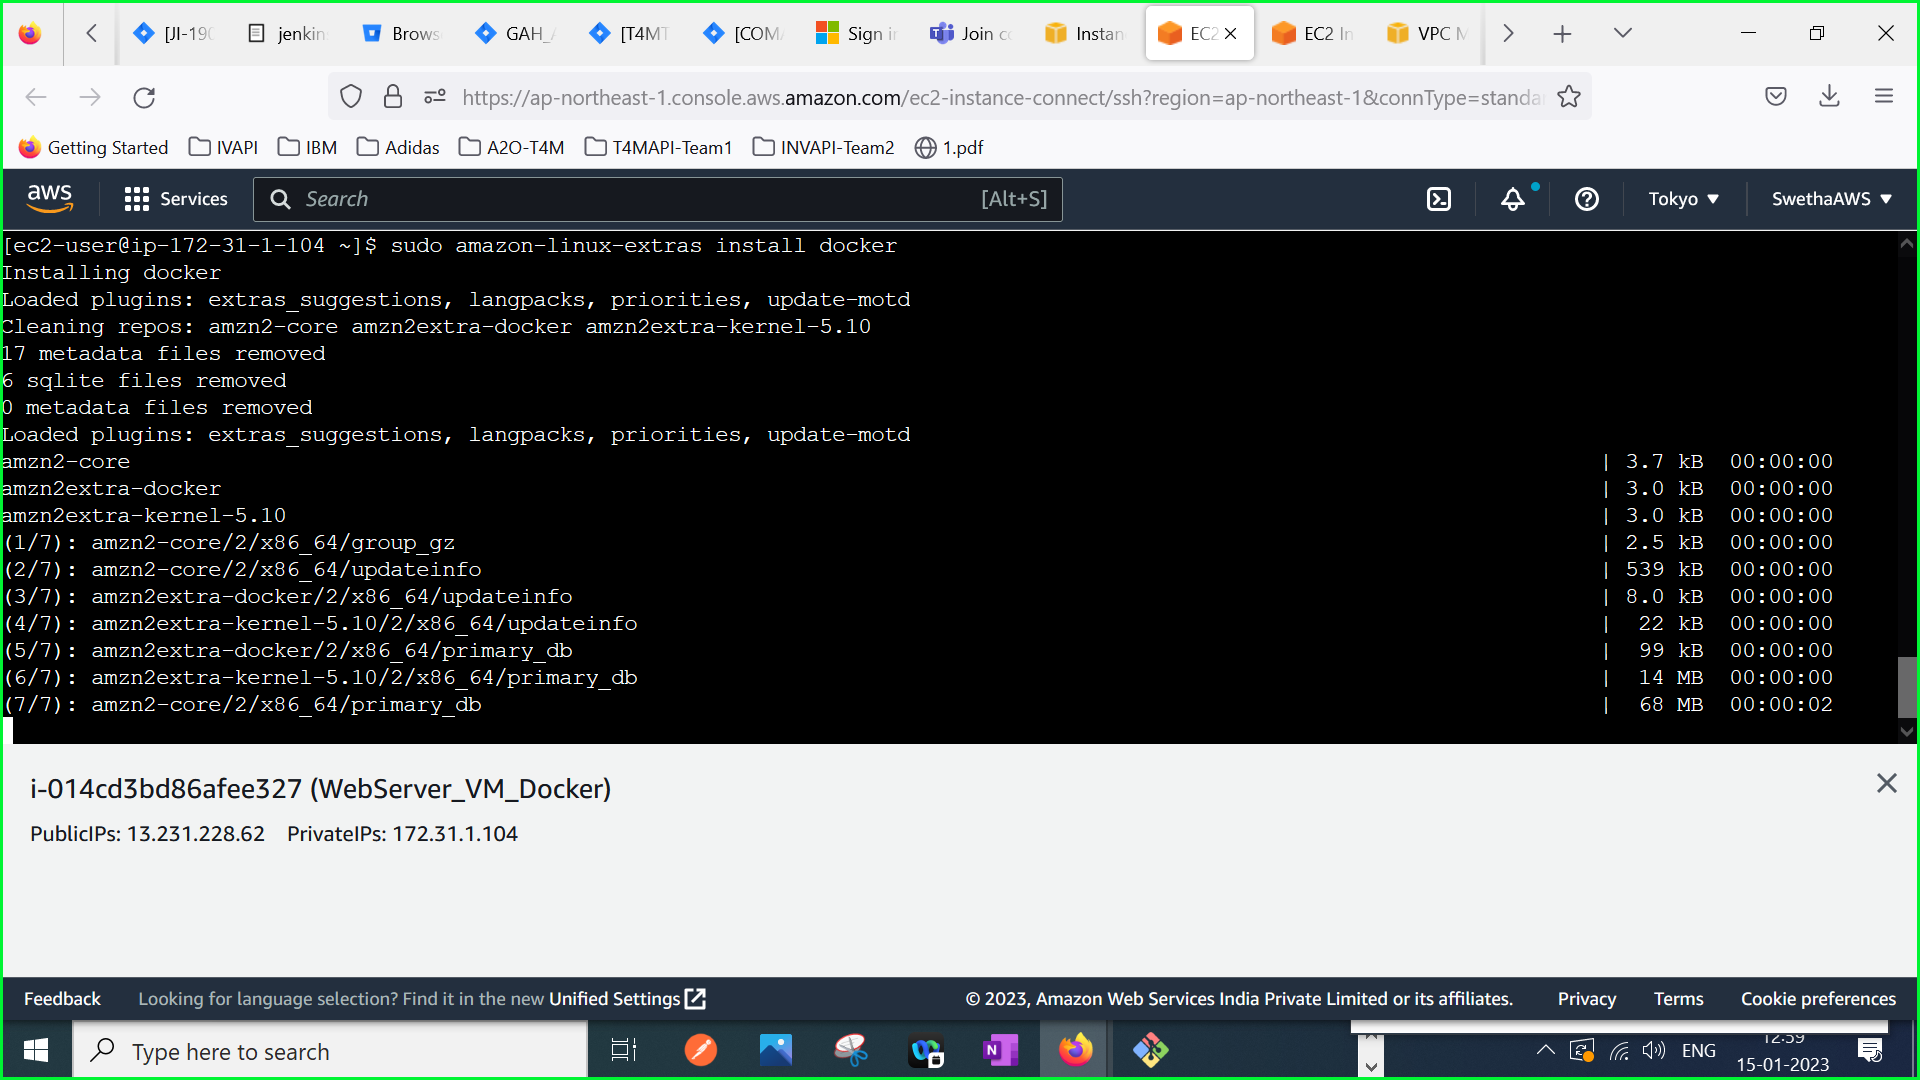 [JI-190
jenkin
Brows
GAH_A
[T4MT
[COMA
Sign in
Join co
Instan
EC2
EC2 In
VPC M
https://ap-northeast-1.console.aws.amazon.com/ec2-instance-connect/ssh?region=ap-northeast-1&connType=standa
Getting Started IVAPI IBM Adidas A2O-T4M T4MAPI-Team1 INVAPI-Team2 1.pdf
aws Services Search [Alt+S] Tokyo SwethaAWS
[ec2-user@ip-172-31-1-104 ~]$ sudo amazon-linux-extras install docker
Installing docker
Loaded plugins: extras_suggestions, langpacks, priorities, update-motd
Cleaning repos: amzn2-core amzn2extra-docker amzn2extra-kernel-5.10
17 metadata files removed
6 sqlite files removed
0 metadata files removed
Loaded plugins: extras_suggestions, langpacks, priorities, update-motd
amzn2-core | 3.7 kB 00:00:00
amzn2extra-docker | 3.0 kB 00:00:00
amzn2extra-kernel-5.10 | 3.0 kB 00:00:00
(1/7): amzn2-core/2/x86_64/group_gz | 2.5 kB 00:00:00
(2/7): amzn2-core/2/x86_64/updateinfo | 539 kB 00:00:00
(3/7): amzn2extra-docker/2/x86_64/updateinfo | 8.0 kB 00:00:00
(4/7): amzn2extra-kernel-5.10/2/x86_64/updateinfo | 22 kB 00:00:00
(5/7): amzn2extra-docker/2/x86_64/primary_db | 99 kB 00:00:00
(6/7): amzn2extra-kernel-5.10/2/x86_64/primary_db | 14 MB 00:00:00
(7/7): amzn2-core/2/x86_64/primary_db | 68 MB 00:00:02
i-014cd3bd86afee327 (WebServer_VM_Docker)
PublicIPs: 13.231.228.62 PrivateIPs: 172.31.1.104
Feedback Looking for language selection? Find it in the new Unified Settings © 2023, Amazon Web Services India Private Limited or its affiliates. Privacy Terms Cookie preferences
Type here to search ENG 12:59
15-01-2023